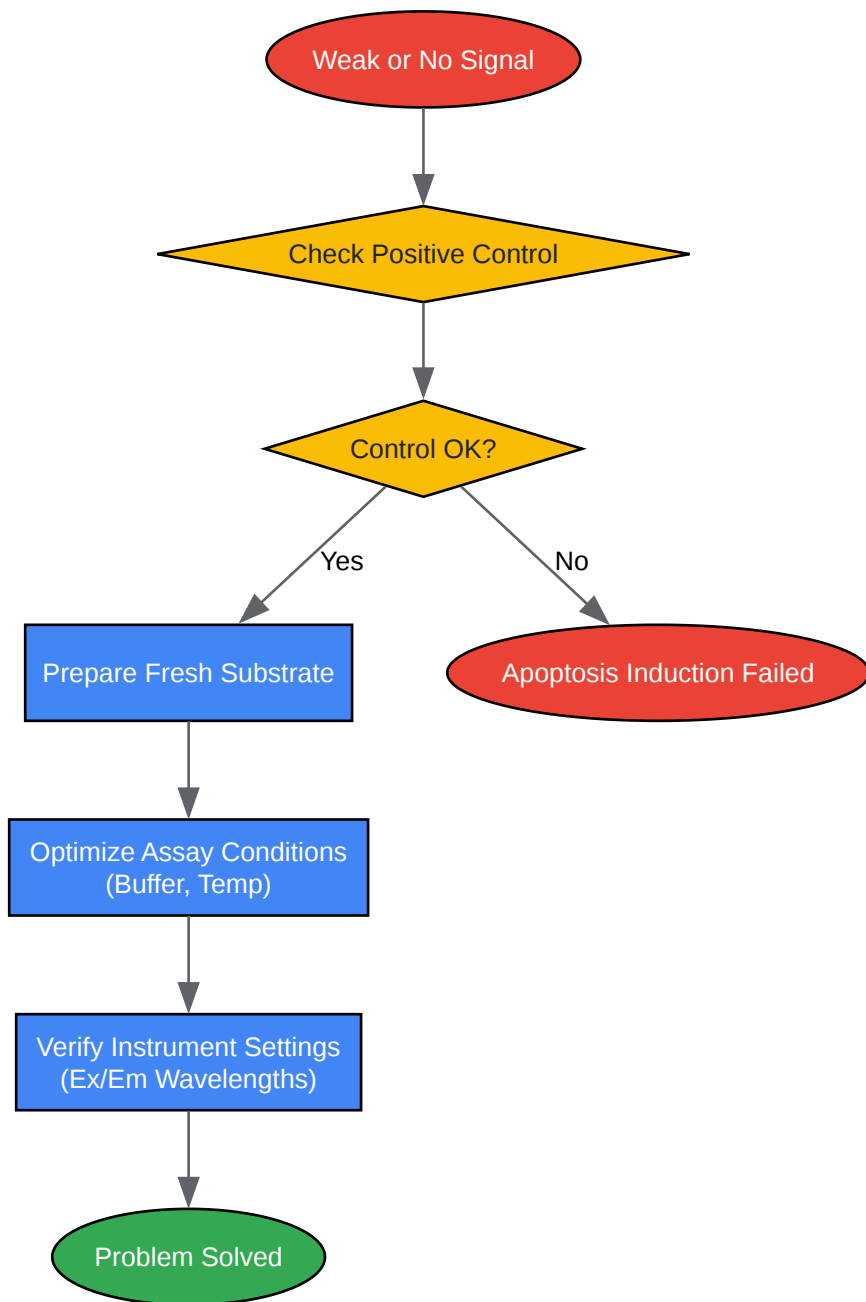 Weak or No Signal
Check Positive Control
Control OK?
Yes
No
Prepare Fresh Substrate
Apoptosis Induction Failed
Optimize Assay Conditions
(Buffer, Temp)
Verify Instrument Settings
(Ex/Em Wavelengths)
Problem Solved